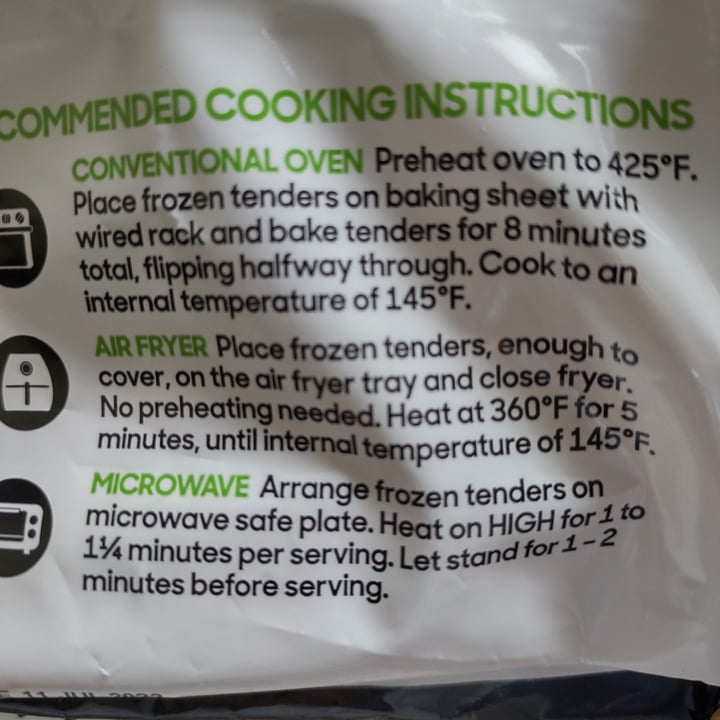 COMMENDED COOKING INSTRUCTIONS
CONVENTIONAL OVEN Preheat oven to 425°F.
Place frozen tenders on baking sheet with
wired rack and bake tenders for 8 minutes
total, flipping halfway through. Cook to an
internal temperature of 145°F.
AIR FRYER Place frozen tenders, enough to
cover, on the air fryer tray and close fryer.
No preheating needed. Heat at 360°F for 5
minutes, until internal temperature of 145°F.
MICROWAVE Arrange frozen tenders on
microwave safe plate. Heat on HIGH for 1 to
1¼ minutes per serving. Let stand for 1 – 2
minutes before serving.
11 JUL 2023